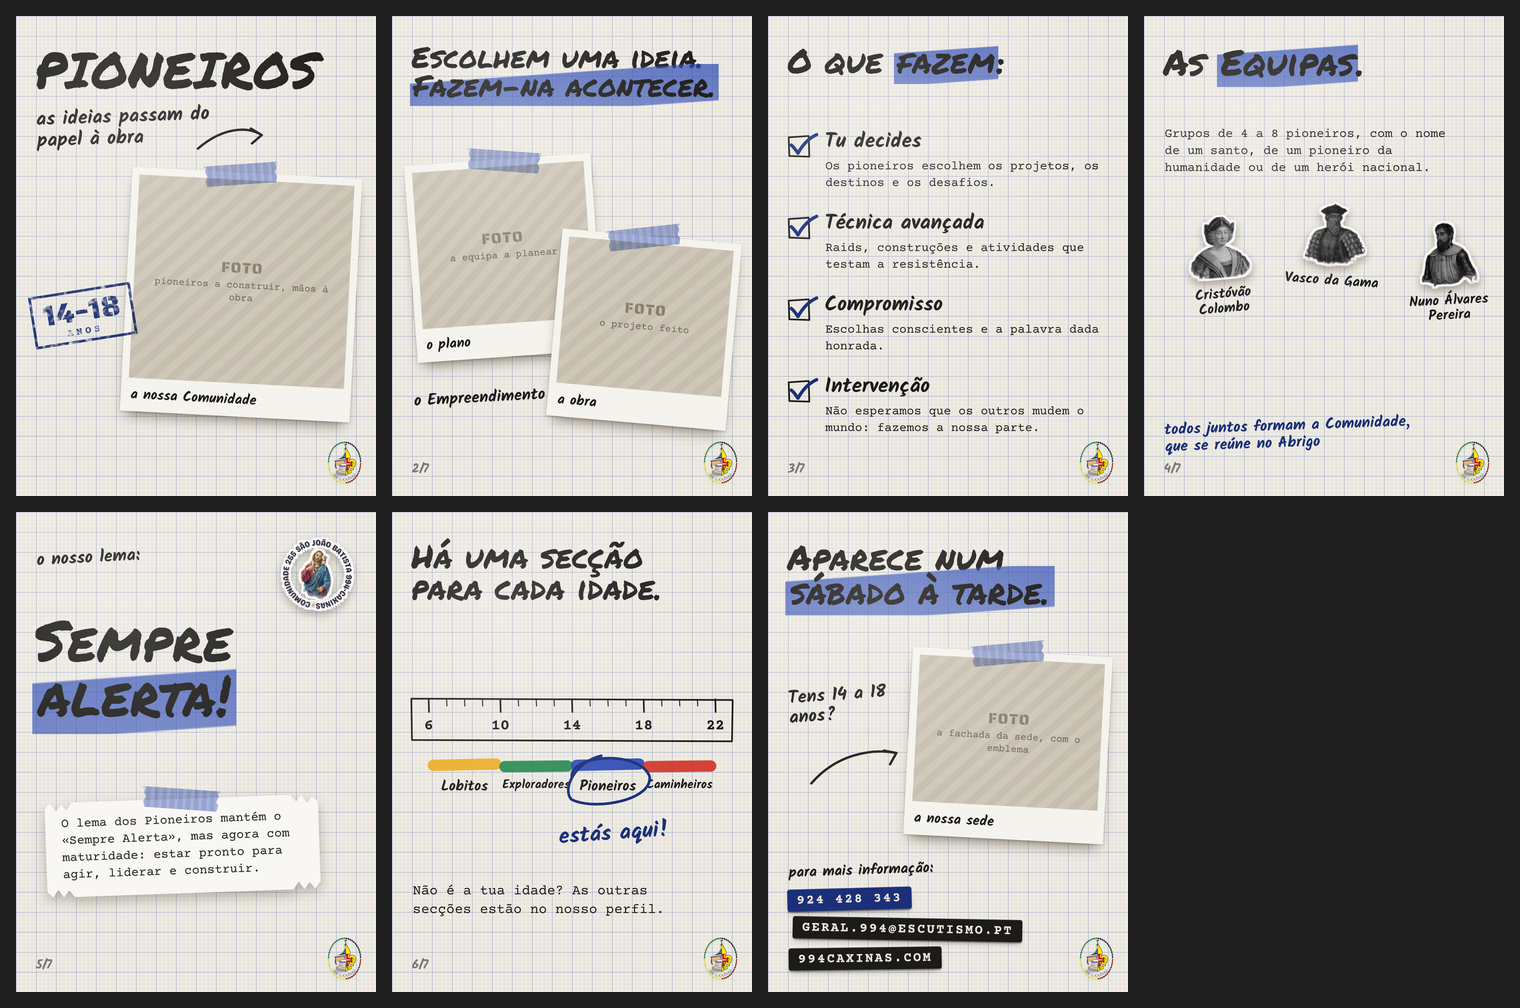 PIONEIROS
as ideias passam do
papel à obra
FOTO
pioneiros a construir, mãos à
obra
14-18
ANOS
a nossa Comunidade
ESCOLHEM UMA IDEIA.
FAZEM-NA ACONTECER.
FOTO
a equipa a planear
o plano
FOTO
o projeto feito
o Empreendimento
a obra
2/7
O QUE FAZEM:
Tu decides
Os pioneiros escolhem os projetos, os
destinos e os desafios.
Técnica avançada
Raids, construções e atividades que
testam a resistência.
Compromisso
Escolhas conscientes e a palavra dada
honrada.
Intervenção
Não esperamos que os outros mudem o
mundo: fazemos a nossa parte.
3/7
AS EQUIPAS.
Grupos de 4 a 8 pioneiros, com o nome
de um santo, de um pioneiro da
humanidade ou de um herói nacional.
Cristóvão
Colombo
Vasco da Gama
Nuno Álvares
Pereira
todos juntos formam a Comunidade,
que se reúne no Abrigo
4/7
o nosso lema:
COMUNIDADE 255 SÃO JOÃO BATISTA 994-CAXINAS
SEMPRE
ALERTA!
O lema dos Pioneiros mantém o
«Sempre Alerta», mas agora com
maturidade: estar pronto para
agir, liderar e construir.
5/7
HÁ UMA SECÇÃO
PARA CADA IDADE.
6 10 14 18 22
Lobitos Exploradores Pioneiros Caminheiros
estás aqui!
Não é a tua idade? As outras
secções estão no nosso perfil.
6/7
APARECE NUM
SÁBADO À TARDE.
Tens 14 a 18
anos?
FOTO
a fachada da sede, com o
emblema
a nossa sede
para mais informação:
924 428 343
GERAL.994@ESCUTISMO.PT
994CAXINAS.COM